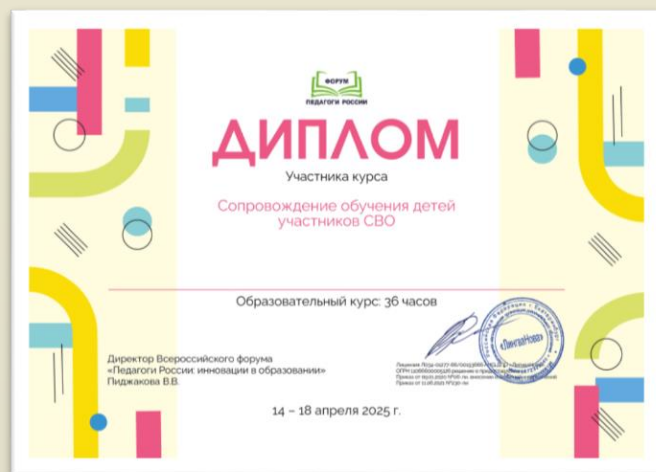 ФОРУМ
ПЕДАГОГИ РОССИИ
ДИПЛОМ
Участника курса
Сопровождение обучения детей
участников СВО
Образовательный курс: 36 часов
Директор Всероссийского форума
«Педагоги России: инновации в образовании»
Пиджакова В.В.
«ЛингваНова»
14 – 18 апреля 2025 г.